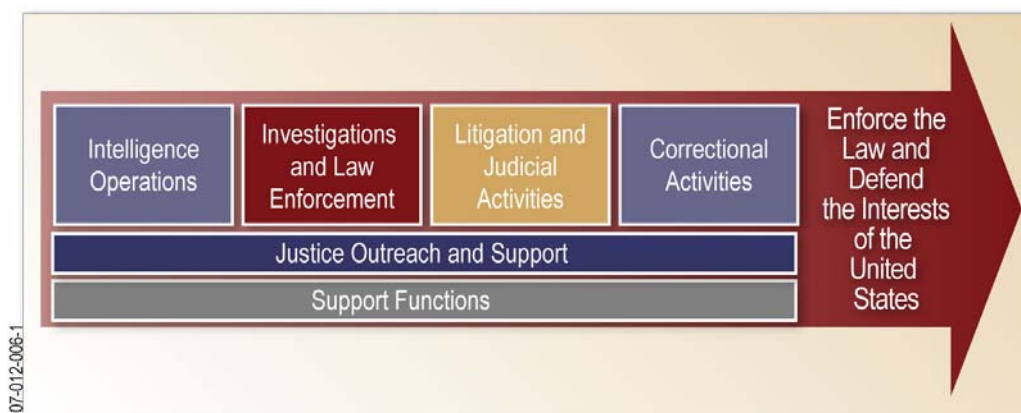 Intelligence
Operations
Investigations
and Law
Enforcement
Litigation and
Judicial
Activities
Correctional
Activities
Enforce the
Law and
Defend
the Interests
of the
United
States
Justice Outreach and Support
Support Functions
07-012-006-1